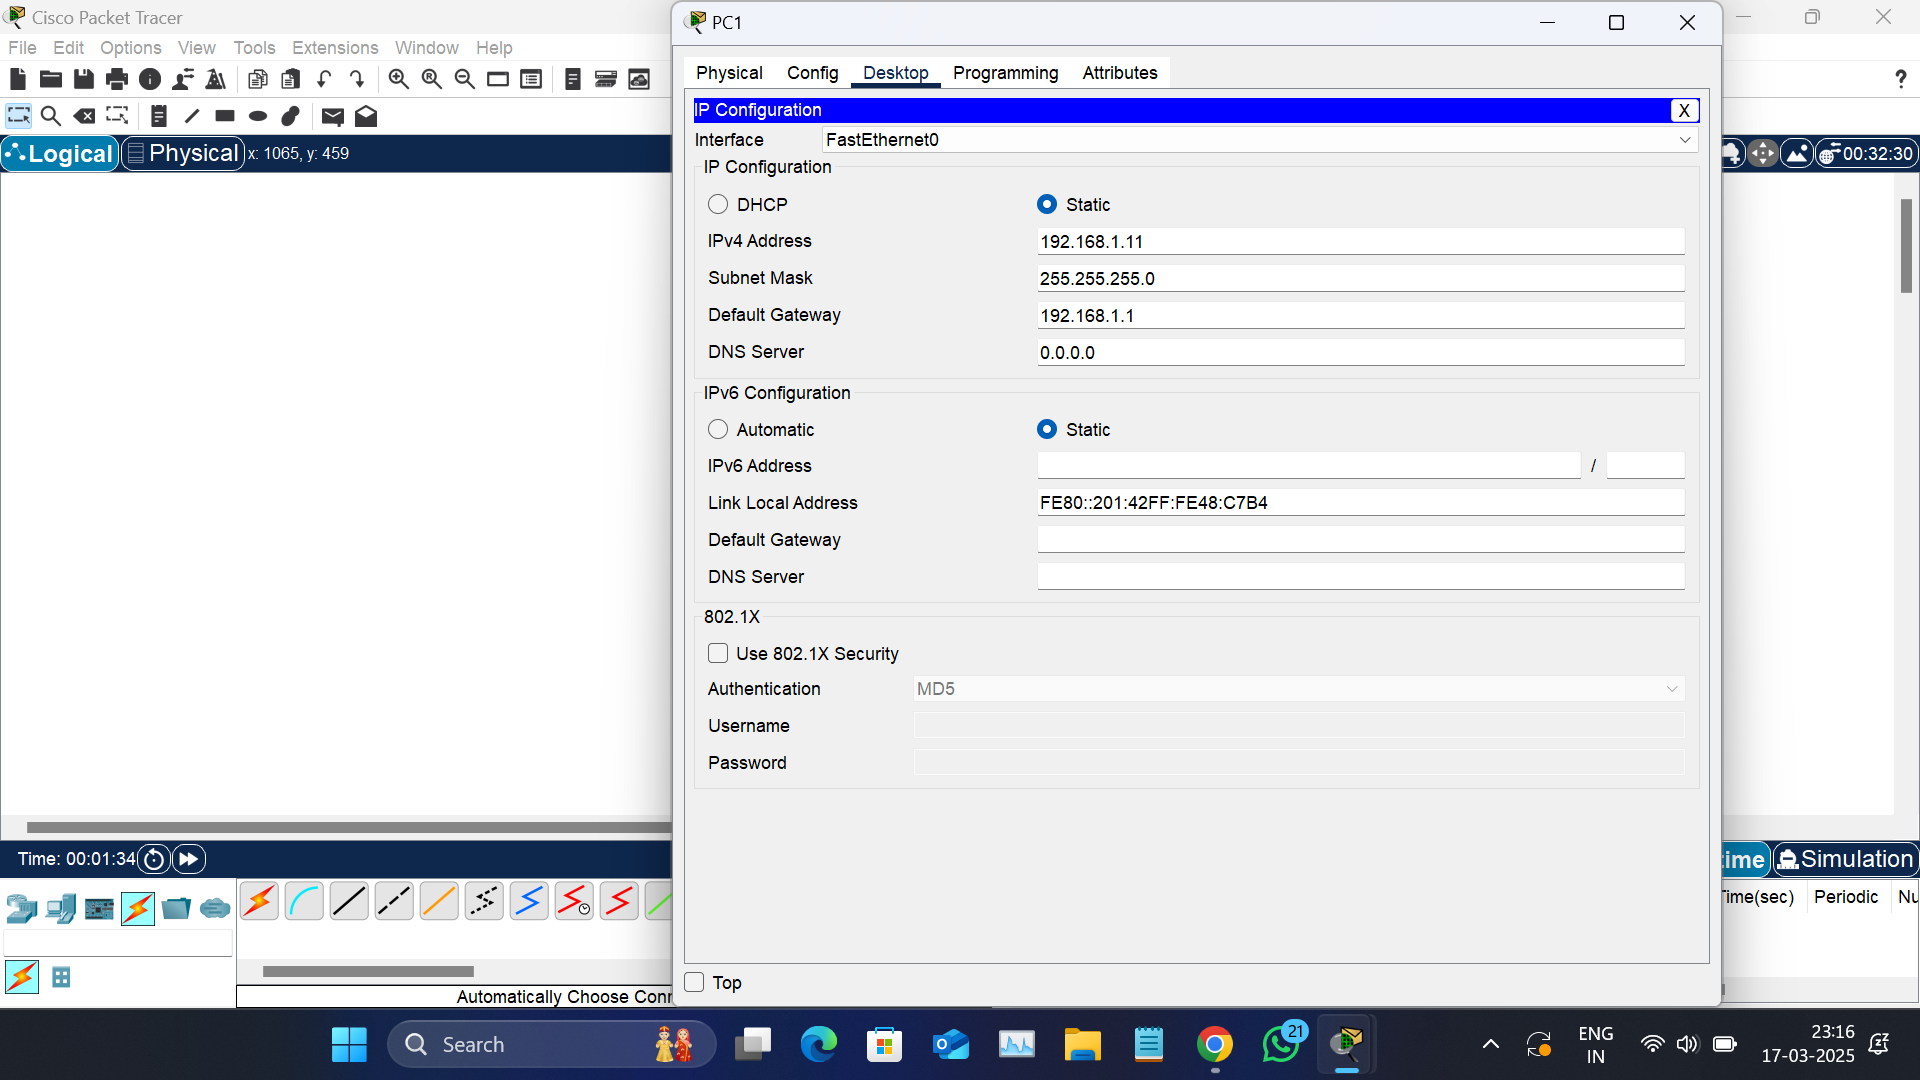 Cisco Packet Tracer
File Edit Options View Tools Extensions Window Help
?
Logical Physical x: 1065, y: 459
00:32:30
PC1
Physical Config Desktop Programming Attributes
IP Configuration X
Interface FastEthernet0
IP Configuration
DHCP Static
IPv4 Address 192.168.1.11
Subnet Mask 255.255.255.0
Default Gateway 192.168.1.1
DNS Server 0.0.0.0
IPv6 Configuration
Automatic Static
IPv6 Address /
Link Local Address FE80::201:42FF:FE48:C7B4
Default Gateway
DNS Server
802.1X
Use 802.1X Security
Authentication MD5
Username
Password
Top
Time: 00:01:34
ime Simulation
Time(sec) Periodic Nu
Automatically Choose Conn
Search
21
ENG
IN
23:16
17-03-2025